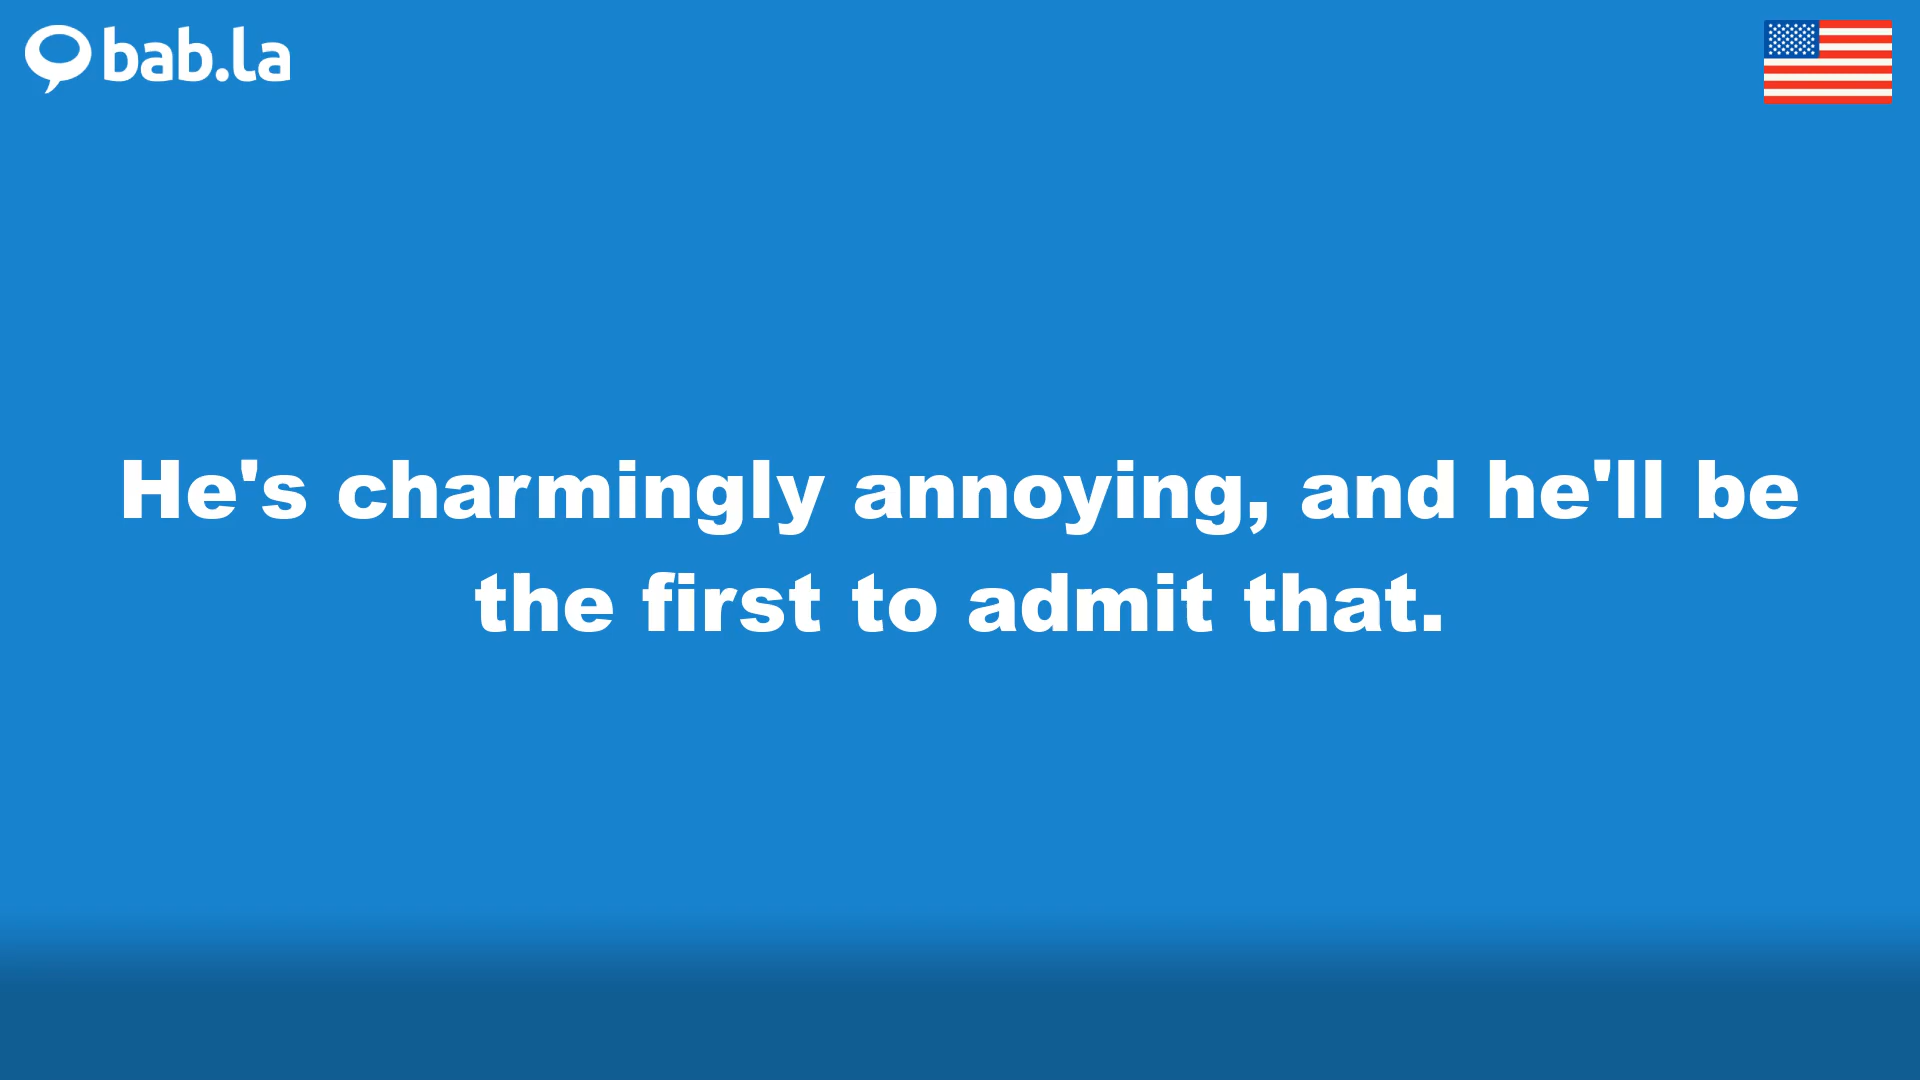 bab.la
He's charmingly annoying, and he'll be
the first to admit that.